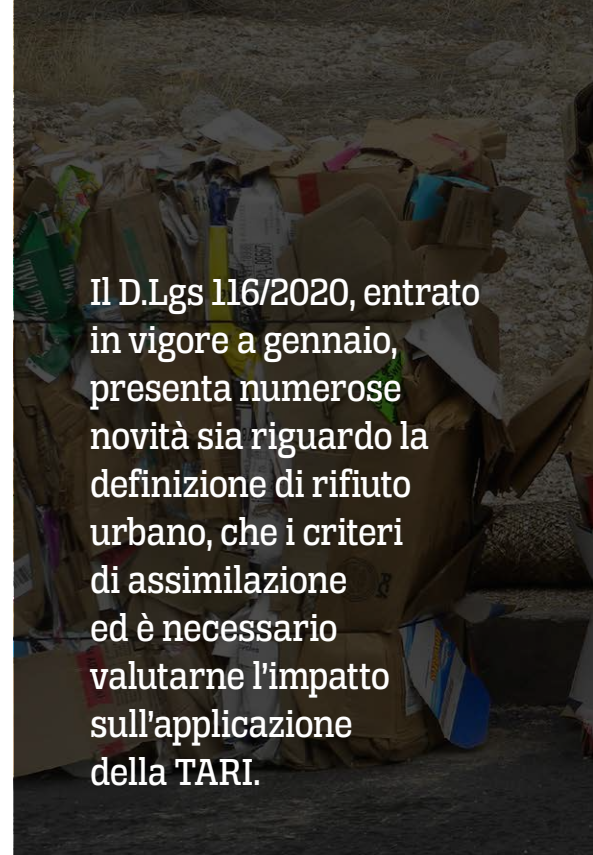 Il D.Lgs 116/2020, entrato
in vigore a gennaio,
presenta numerose
novità sia riguardo la
definizione di rifiuto
urbano, che i criteri
di assimilazione
ed è necessario
valutarne l'impatto
sull'applicazione
della TARI.